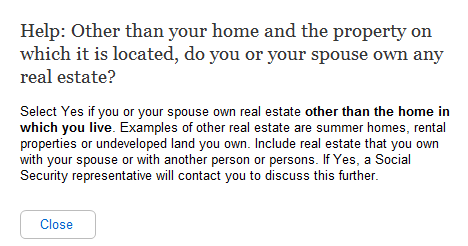 Help: Other than your home and the property on
which it is located, do you or your spouse own any
real estate?
Select Yes if you or your spouse own real estate other than the home in
which you live. Examples of other real estate are summer homes, rental
properties or undeveloped land you own. Include real estate that you own
with your spouse or with another person or persons. If Yes, a Social
Security representative will contact you to discuss this further.
Close